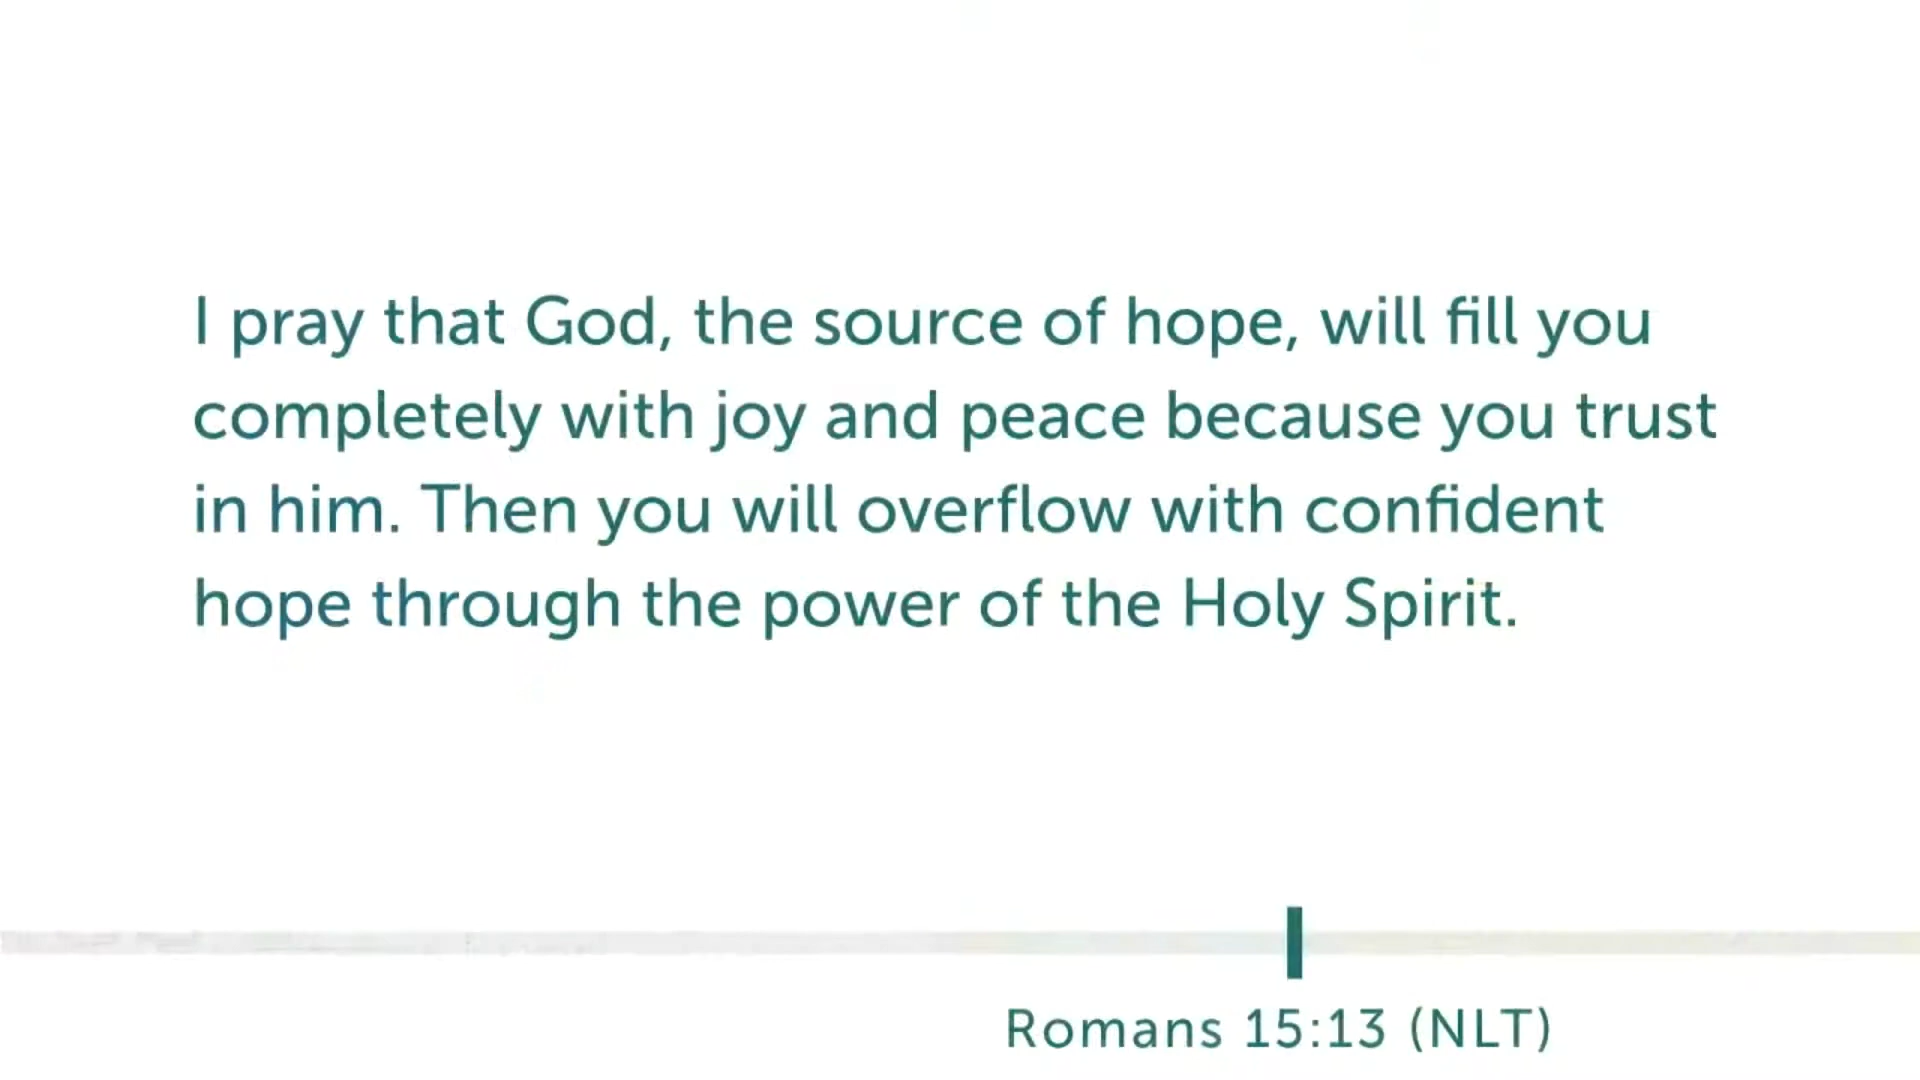 I pray that God, the source of hope, will fill you
completely with joy and peace because you trust
in him. Then you will overflow with confident
hope through the power of the Holy Spirit.
Romans 15:13 (NLT)